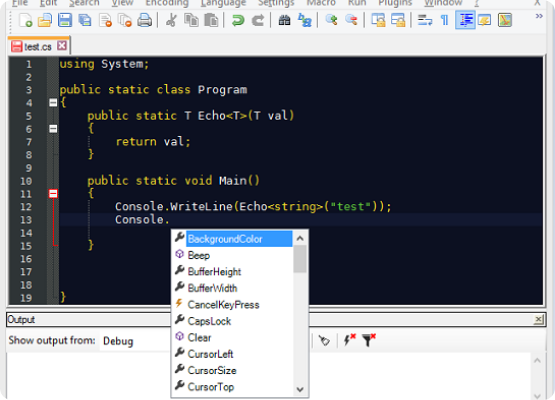 File Edit Search View Encoding Language Settings Macro Run Plugins Window ?
test.cs
1 using System;
2
3 public static class Program
4 {
5 public static T Echo<T>(T val)
6 {
7 return val;
8 }
9
10 public static void Main()
11 {
12 Console.WriteLine(Echo<string>("test"));
13 Console.
14
15 }
16
17
18
19 }
BackgroundColor
Beep
BufferHeight
BufferWidth
CancelKeyPress
CapsLock
Clear
CursorLeft
CursorSize
CursorTop
Output
Show output from: Debug